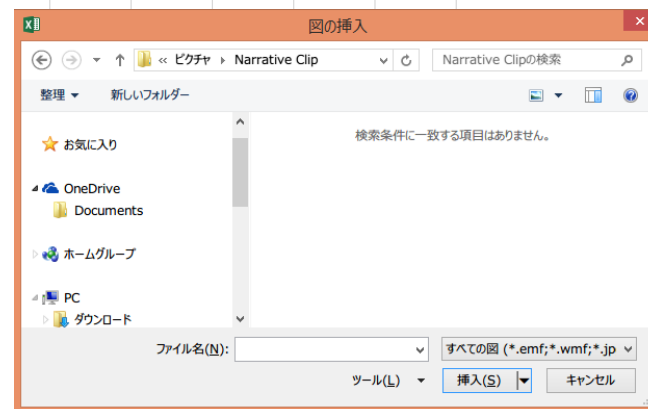 図の挿入
« ピクチャ ▸ Narrative Clip
Narrative Clipの検索
整理 ▼ 新しいフォルダー
検索条件に一致する項目はありません。
お気に入り
OneDrive
Documents
ホームグループ
PC
ダウンロード
ファイル名(N):
すべての図 (*.emf;*.wmf;*.jp
ツール(L) ▼ 挿入(S) ▼ キャンセル